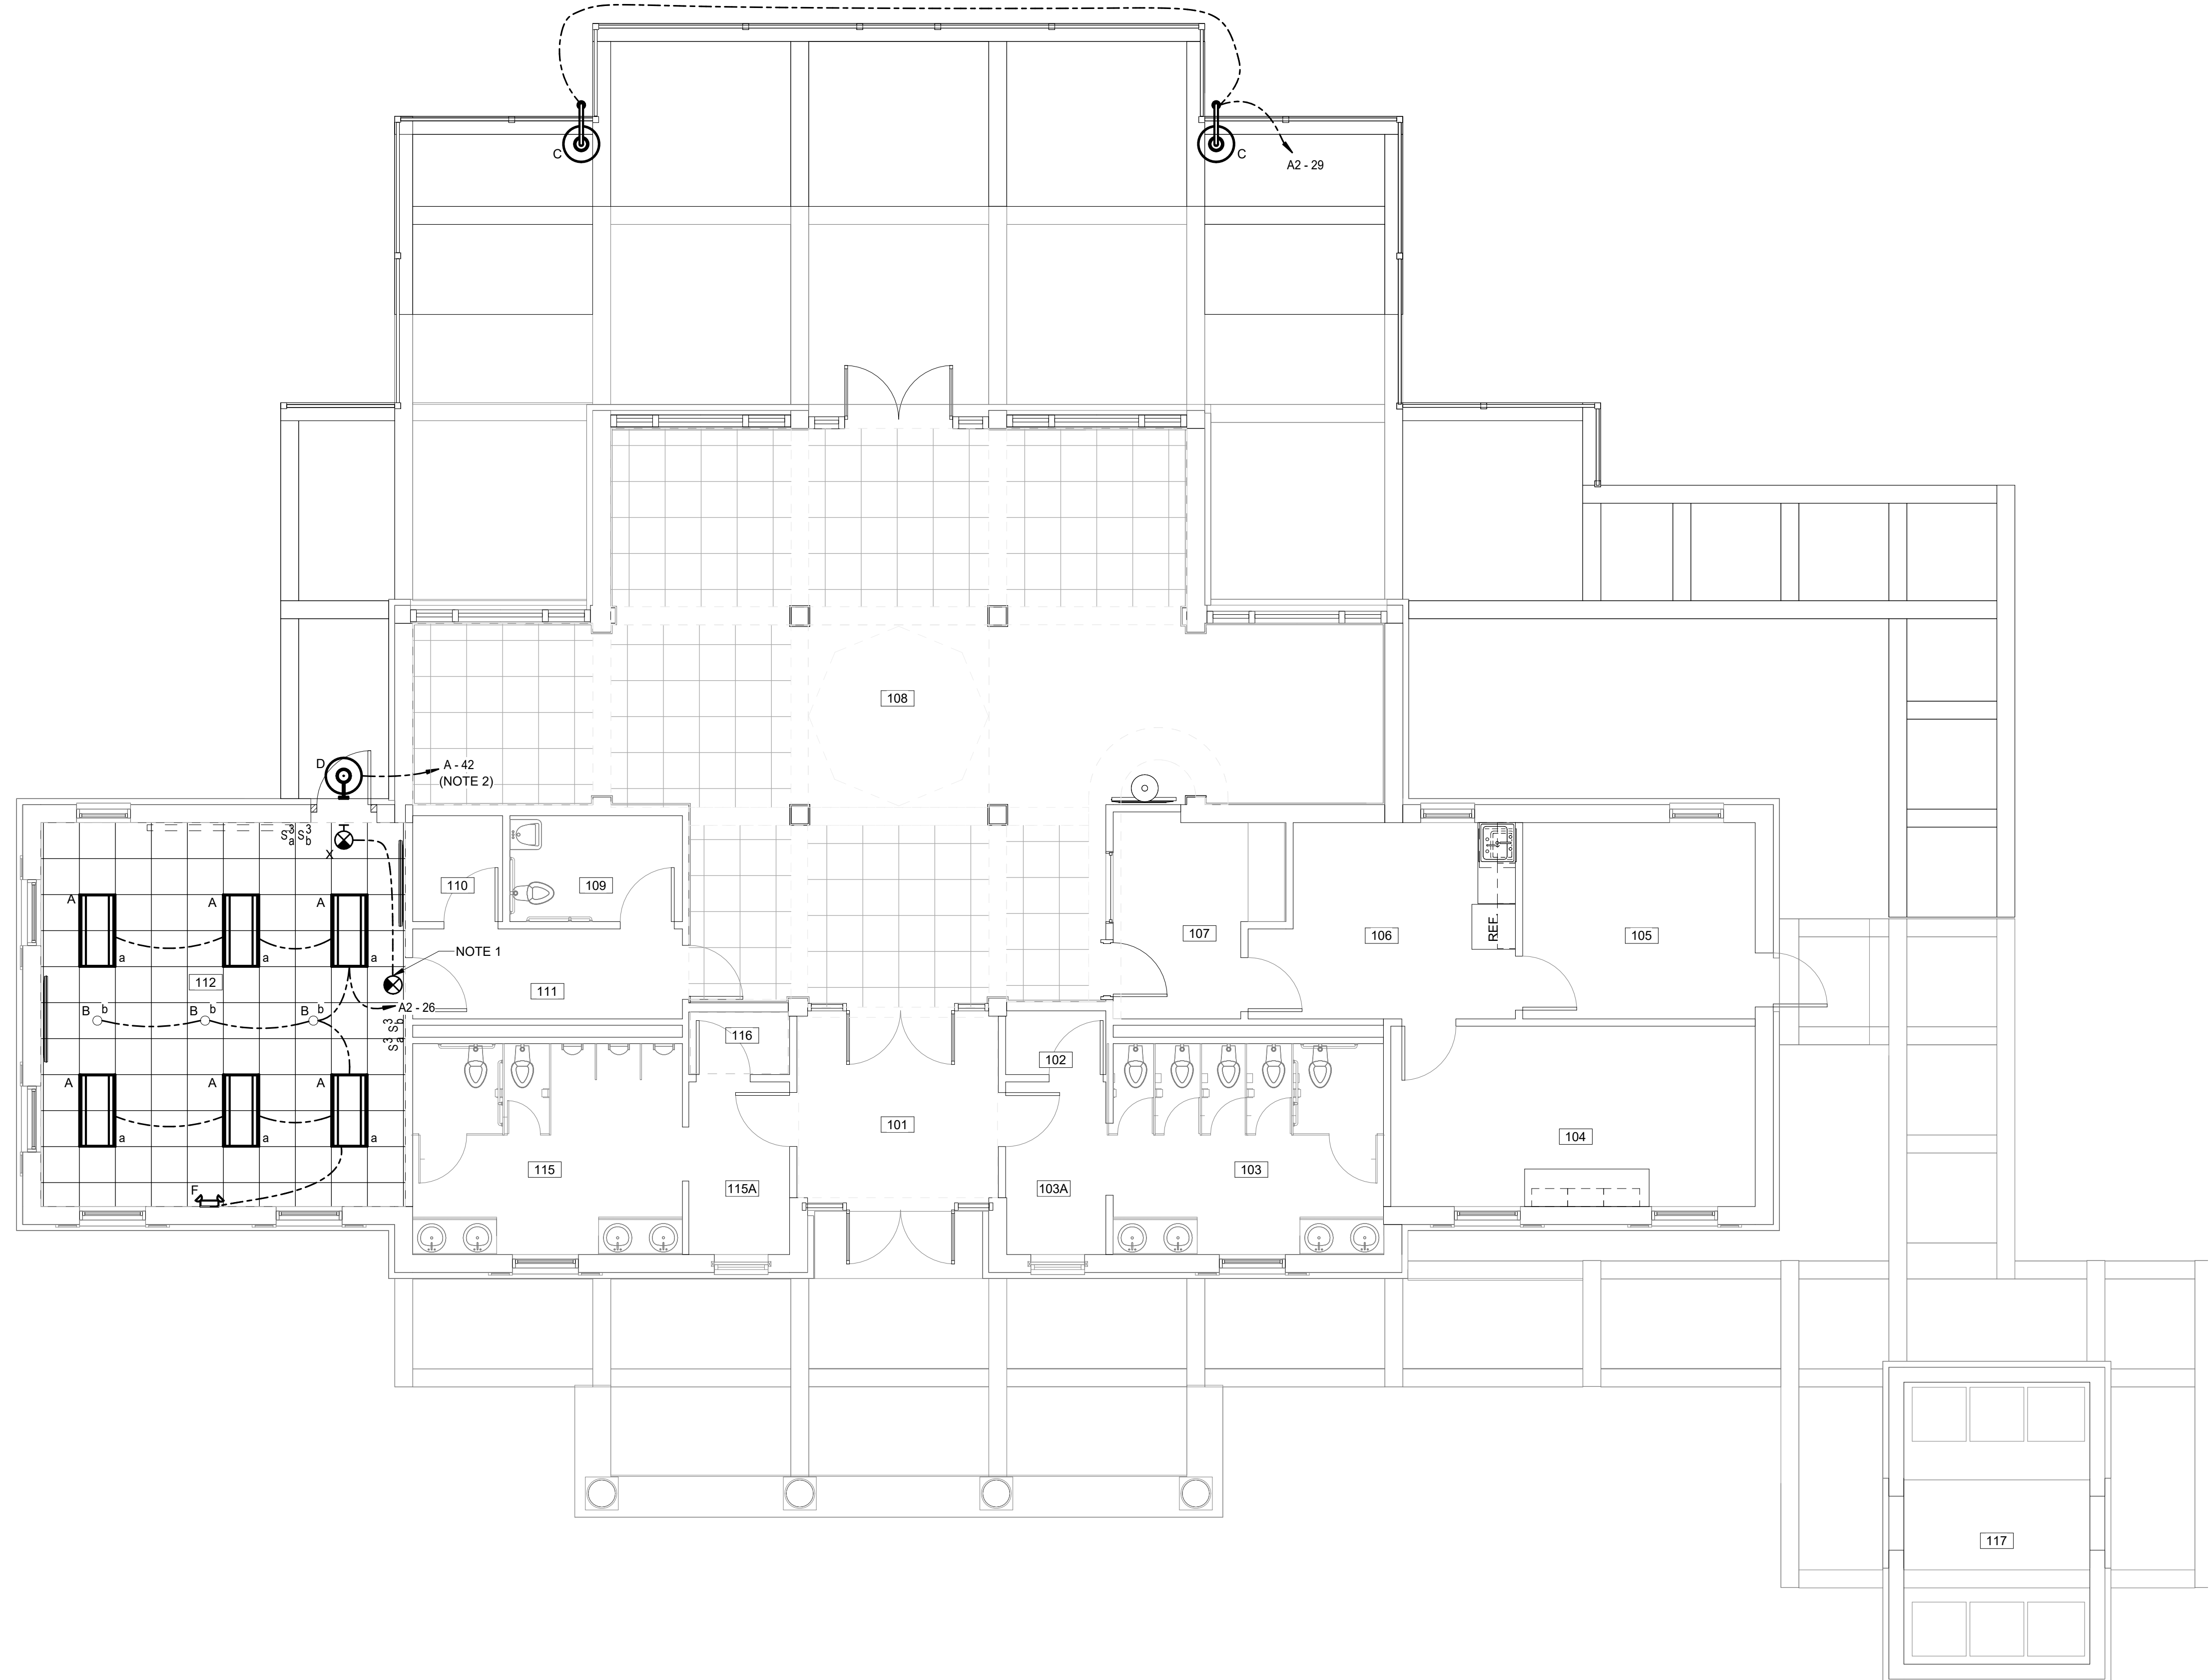 C
C
A2 - 29
108
D
A - 42
(NOTE 2)
S3a S3b
X
110
109
A
A
A
NOTE 1
107
106
REF.
105
a
a
a
112
111
B b
B b
B b
A2 - 26
S3a S3b
116
102
A
A
A
101
104
a
a
a
115
115A
103A
103
F
117